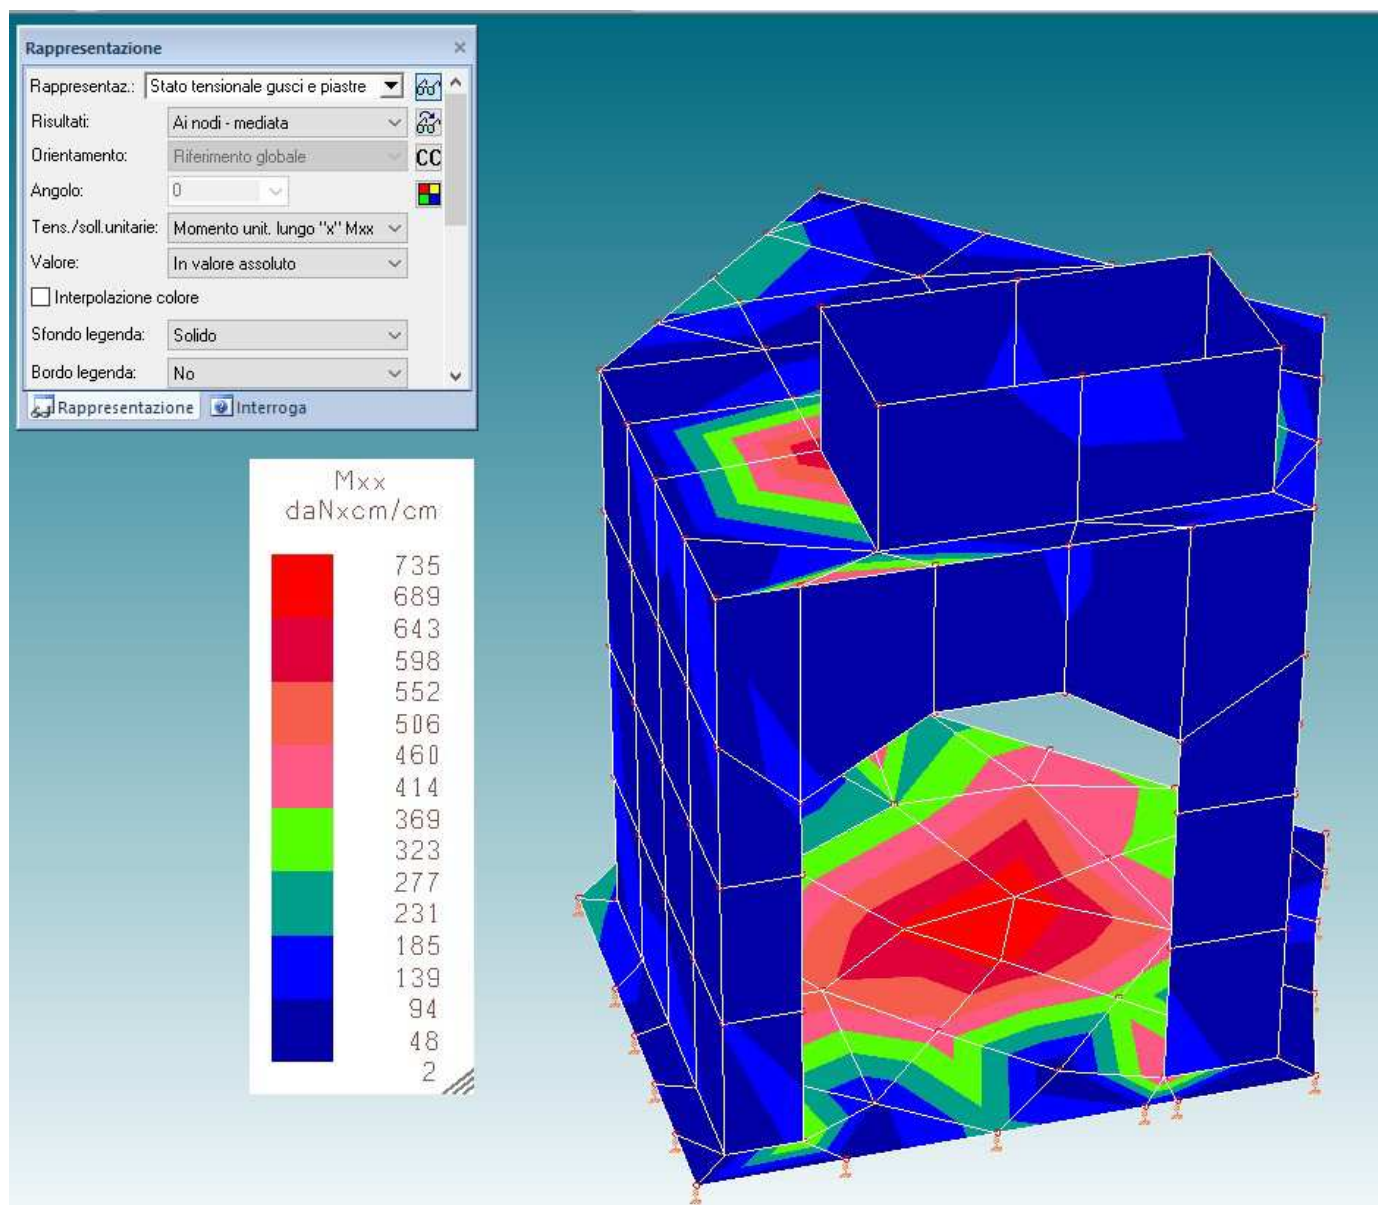 Rappresentazione
Rappresentaz.: Stato tensionale gusci e piastre
Risultati: Ai nodi - mediata
Orientamento: Riferimento globale CC
Angolo: 0
Tens./soll.unitarie: Momento unit. lungo "x" Mxx
Valore: In valore assoluto
Interpolazione colore
Sfondo legenda: Solido
Bordo legenda: No
Rappresentazione Interroga
Mxx
daNxcm/cm
735
689
643
598
552
506
460
414
369
323
277
231
185
139
94
48
2